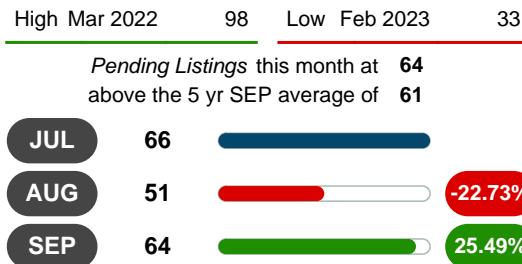 High Mar 2022 98 Low Feb 2023 33
Pending Listings this month at 64
above the 5 yr SEP average of 61
JUL 66
AUG 51 -22.73%
SEP 64 25.49%